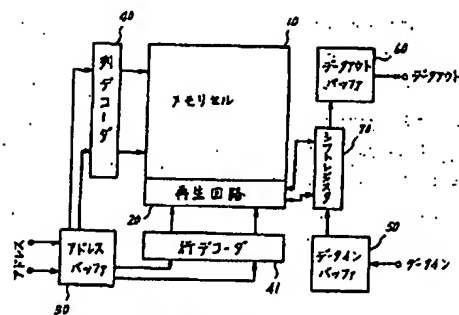 40
列デコーダ
10
メモリセル
再生回路
20
60
データアウト
バッファ
データアウト
シフトレジスタ
70
アドレス
アドレス
バッファ
30
行デコーダ
41
50
データイン
バッファ
データイン